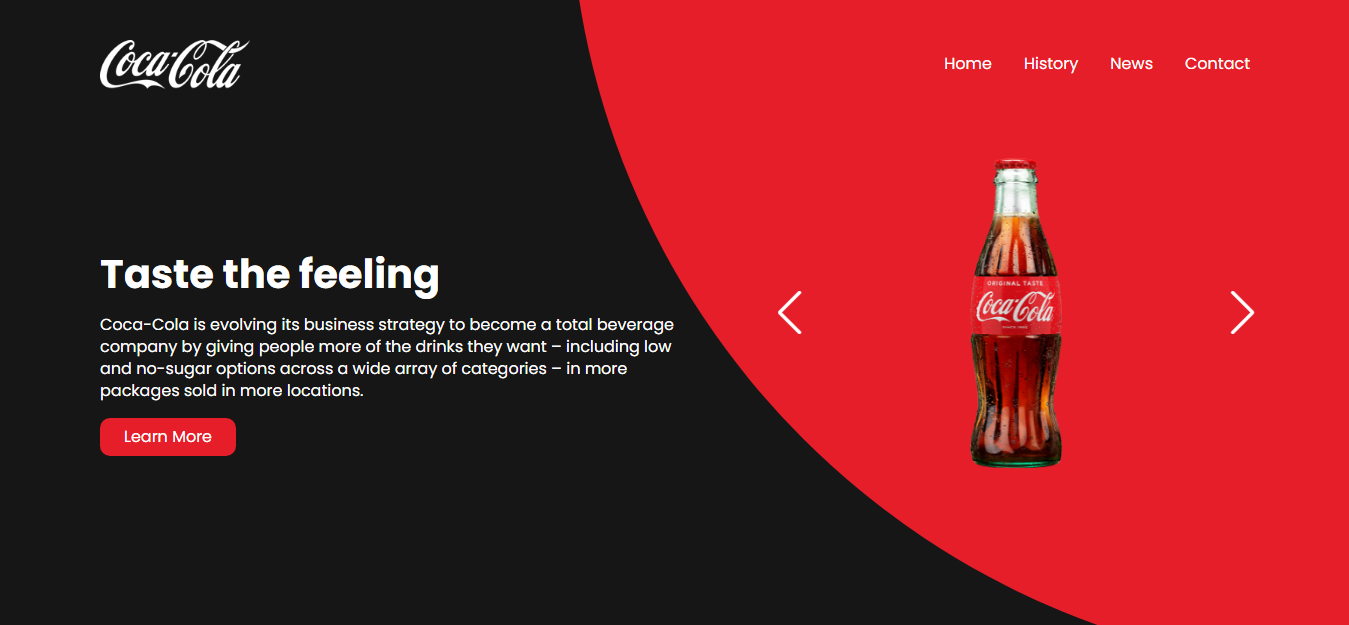 Coca-Cola
Home History News Contact
Taste the feeling
Coca-Cola is evolving its business strategy to become a total beverage
company by giving people more of the drinks they want – including low
and no-sugar options across a wide array of categories – in more
packages sold in more locations.
Learn More
ORIGINAL TASTE
Coca-Cola